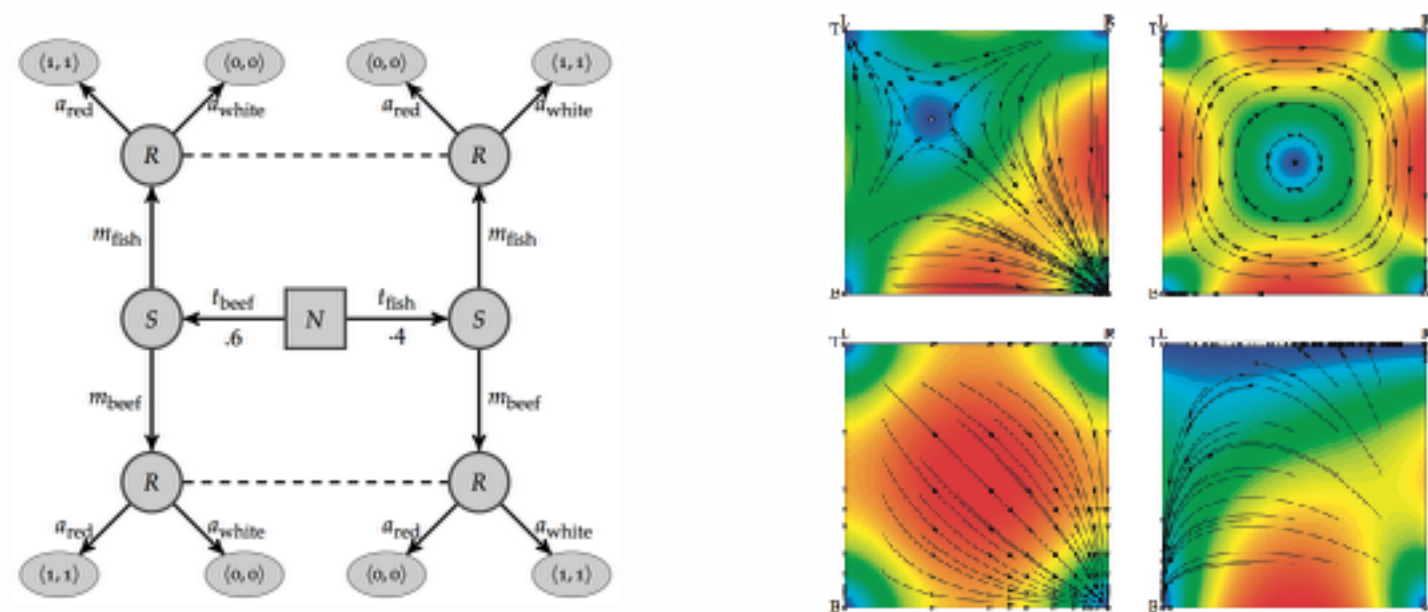 ⟨1, 1⟩ ⟨0, 0⟩ ⟨0, 0⟩ ⟨1, 1⟩
a_red a_white a_red a_white
R R
m_fish m_fish
t_beef t_fish
S N S
.6 .4
m_beef m_beef
R R
a_red a_white a_red a_white
⟨1, 1⟩ ⟨0, 0⟩ ⟨0, 0⟩ ⟨1, 1⟩
L R L
T T
B B
L R L
T T
B B